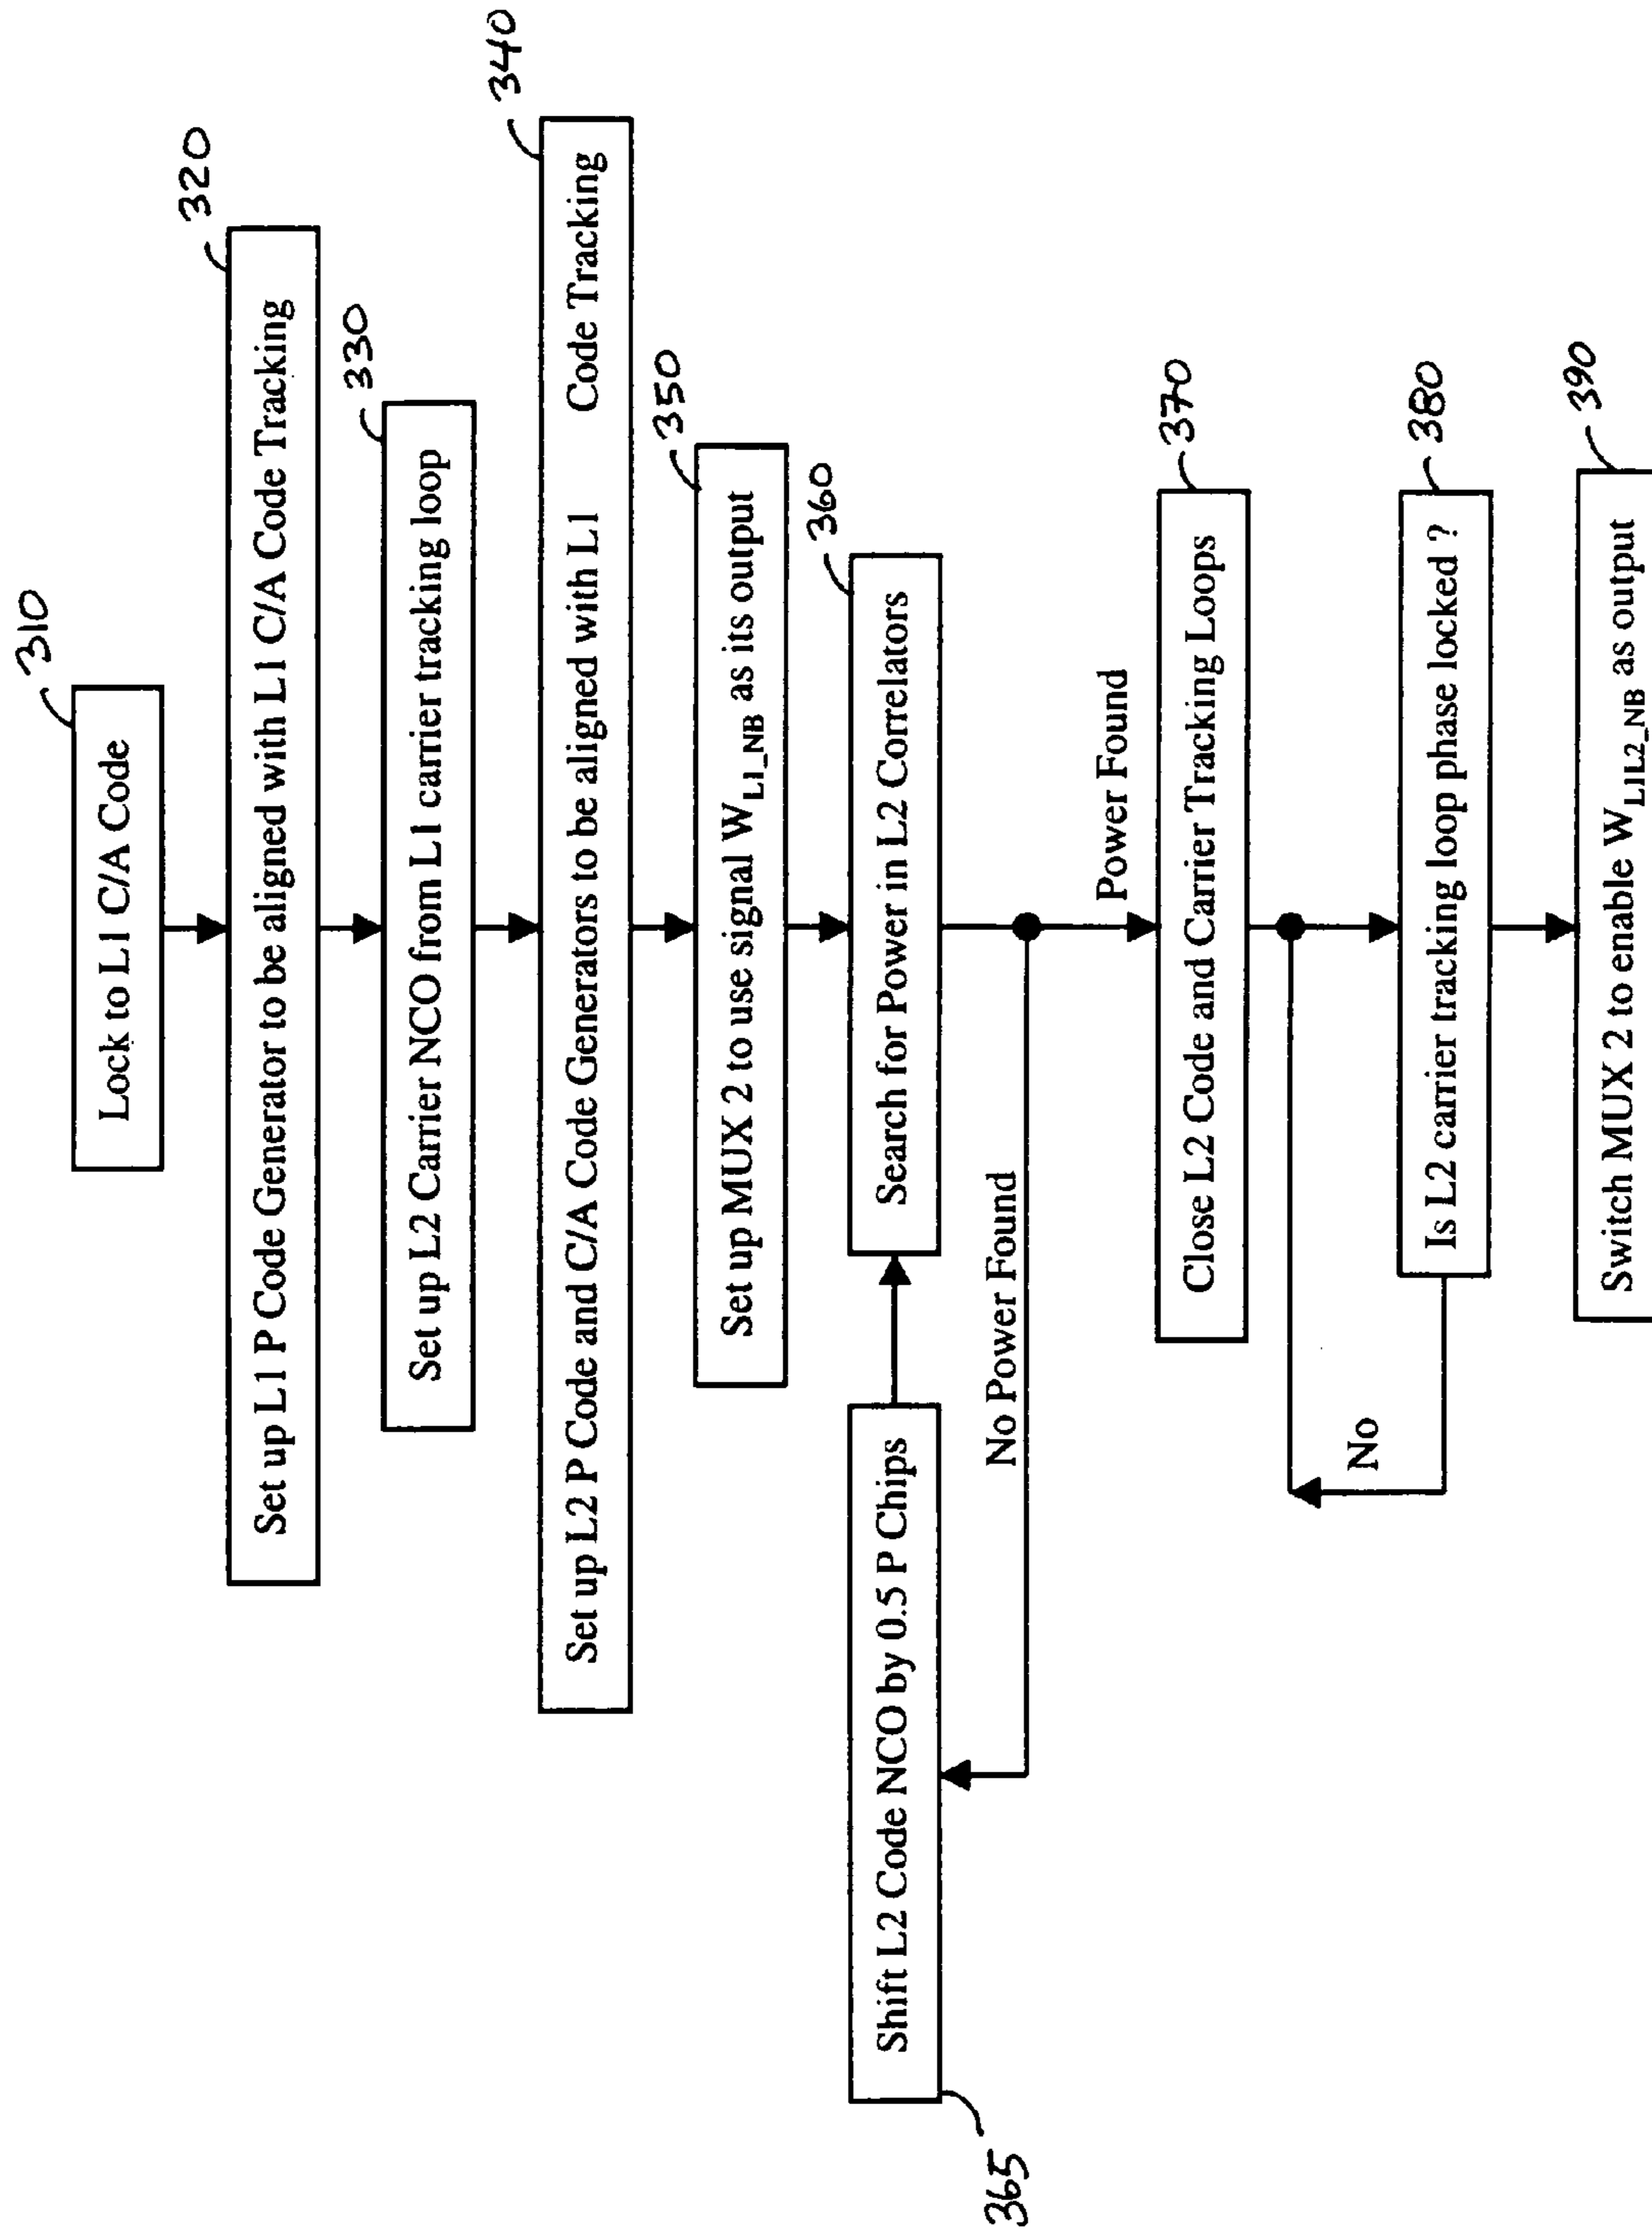 310
Lock to L1 C/A Code
320
Set up L1 P Code Generator to be aligned with L1 C/A Code Tracking
330
Set up L2 Carrier NCO from L1 carrier tracking loop
340
Set up L2 P Code and C/A Code Generators to be aligned with L1 Code Tracking
350
Set up MUX 2 to use signal W_L1_NB as its output
360
Search for Power in L2 Correlators
Shift L2 Code NCO by 0.5 P Chips
365
No Power Found
Power Found
370
Close L2 Code and Carrier Tracking Loops
No
380
Is L2 carrier tracking loop phase locked ?
390
Switch MUX 2 to enable W_L1L2_NB as output